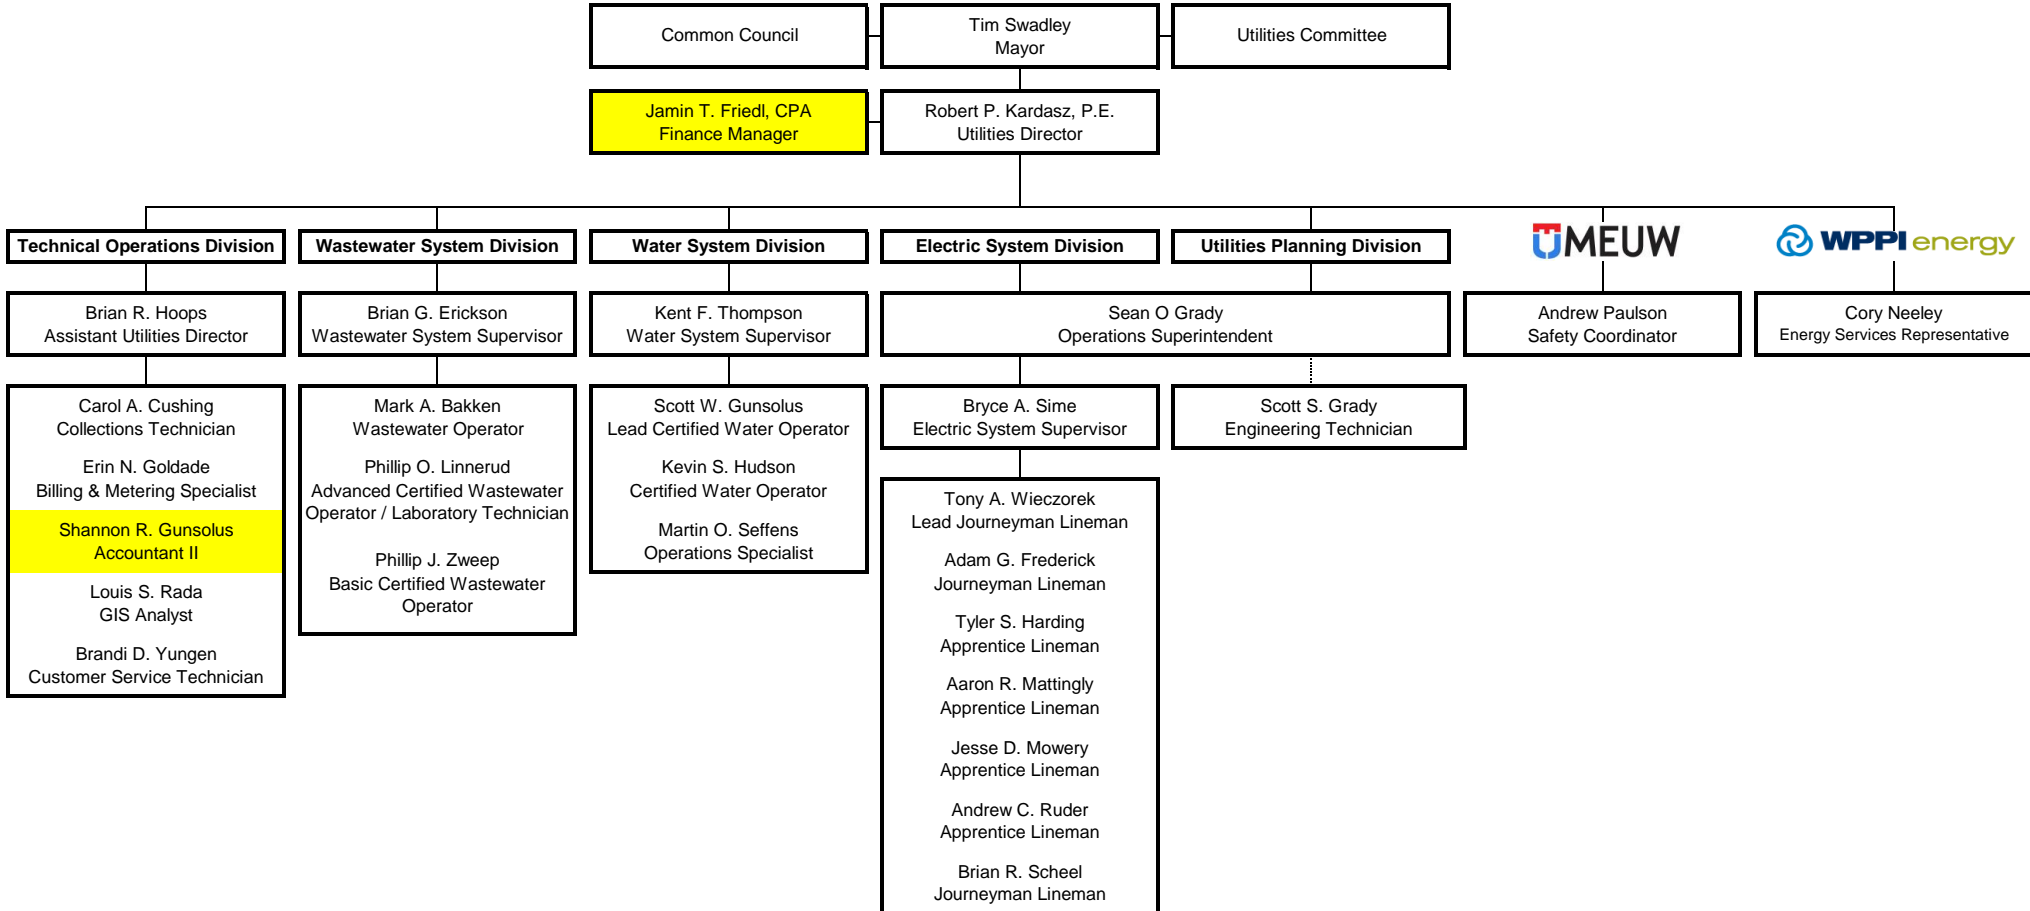 Common Council
Tim Swadley
Mayor
Utilities Committee
Jamin T. Friedl, CPA
Finance Manager
Robert P. Kardasz, P.E.
Utilities Director
Technical Operations Division
Wastewater System Division
Water System Division
Electric System Division
Utilities Planning Division
MEUW
WPPI energy
Brian R. Hoops
Assistant Utilities Director
Brian G. Erickson
Wastewater System Supervisor
Kent F. Thompson
Water System Supervisor
Sean O Grady
Operations Superintendent
Andrew Paulson
Safety Coordinator
Cory Neeley
Energy Services Representative
Carol A. Cushing
Collections Technician
Erin N. Goldade
Billing & Metering Specialist
Shannon R. Gunsolus
Accountant II
Louis S. Rada
GIS Analyst
Brandi D. Yungen
Customer Service Technician
Mark A. Bakken
Wastewater Operator
Phillip O. Linnerud
Advanced Certified Wastewater
Operator / Laboratory Technician
Phillip J. Zweep
Basic Certified Wastewater
Operator
Scott W. Gunsolus
Lead Certified Water Operator
Kevin S. Hudson
Certified Water Operator
Martin O. Seffens
Operations Specialist
Bryce A. Sime
Electric System Supervisor
Scott S. Grady
Engineering Technician
Tony A. Wieczorek
Lead Journeyman Lineman
Adam G. Frederick
Journeyman Lineman
Tyler S. Harding
Apprentice Lineman
Aaron R. Mattingly
Apprentice Lineman
Jesse D. Mowery
Apprentice Lineman
Andrew C. Ruder
Apprentice Lineman
Brian R. Scheel
Journeyman Lineman